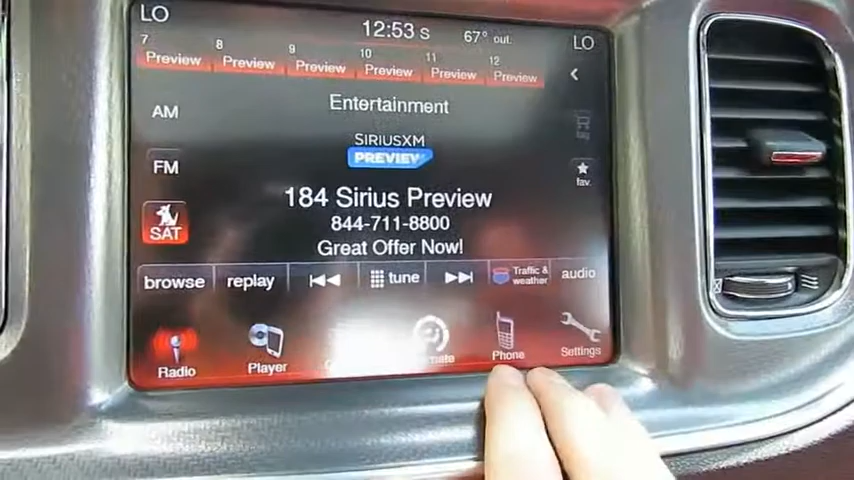 LO 12:53 S 67° out. LO
7 8 9 10 11 12
Preview Preview Preview Preview Preview Preview
Entertainment
AM
SIRIUSXM
PREVIEW
FM
fav.
184 Sirius Preview
844-711-8800
SAT
Great Offer Now!
browse replay tune Traffic & weather audio
Radio Player Phone Settings